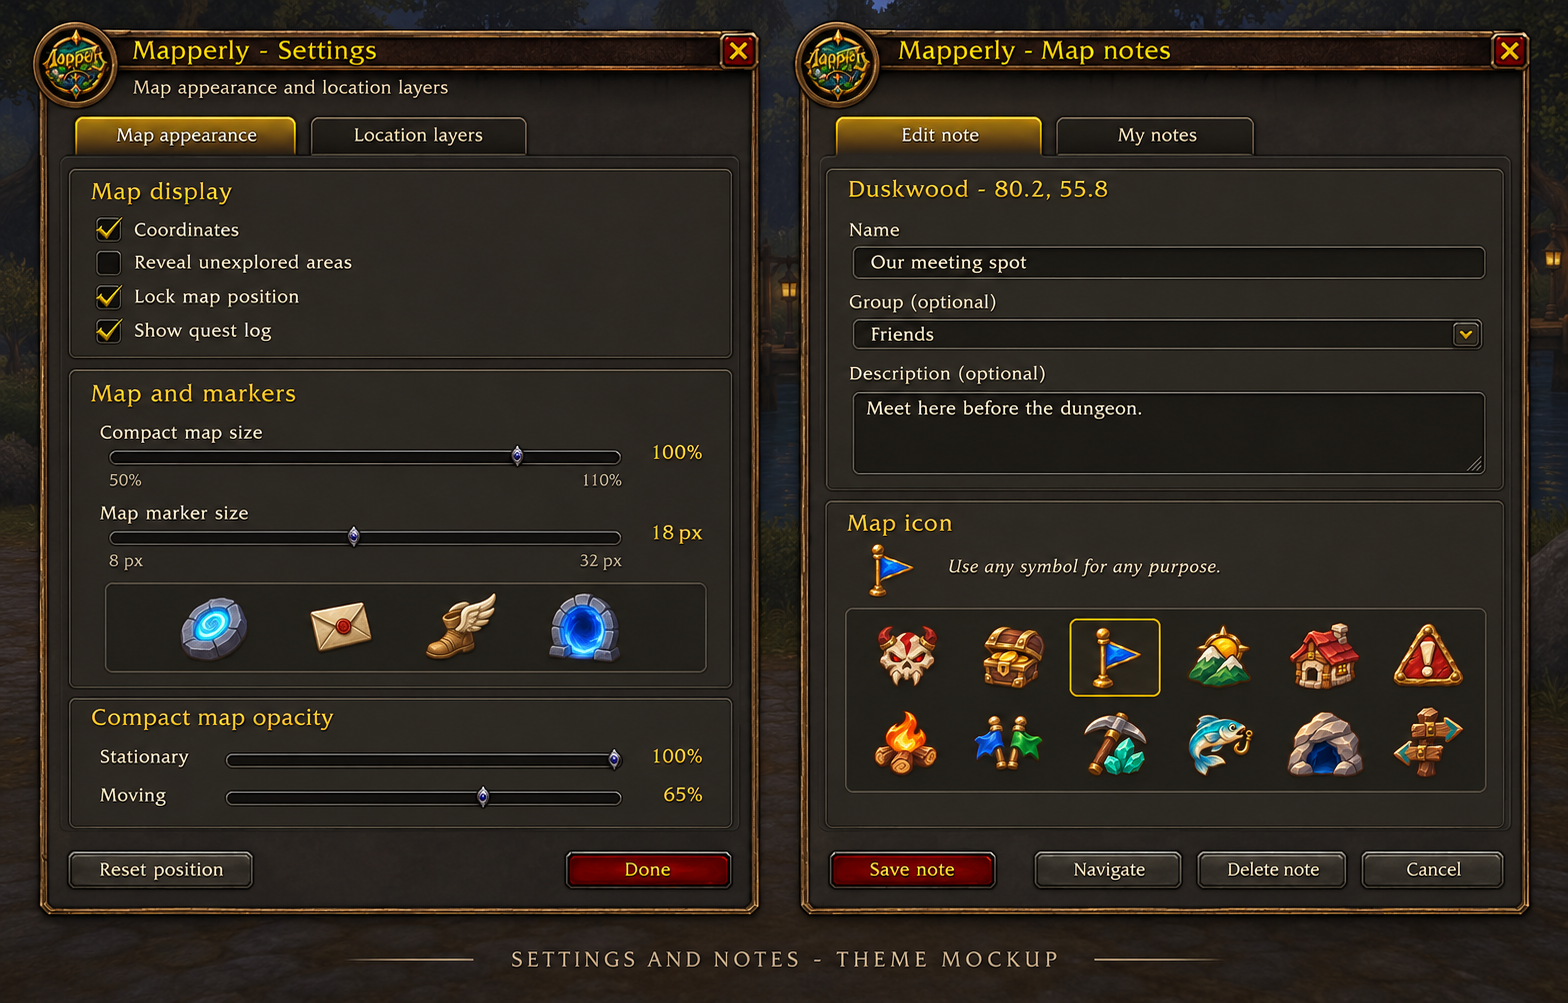 Mapperly
Mapperly - Settings
Map appearance and location layers
Map appearance
Location layers
Map display
Coordinates
Reveal unexplored areas
Lock map position
Show quest log
Map and markers
Compact map size
100%
50%
110%
Map marker size
18 px
8 px
32 px
Compact map opacity
Stationary
100%
Moving
65%
Reset position
Done
Mapperly
Mapperly - Map notes
Edit note
My notes
Duskwood - 80.2, 55.8
Name
Our meeting spot
Group (optional)
Friends
Description (optional)
Meet here before the dungeon.
Map icon
Use any symbol for any purpose.
Save note
Navigate
Delete note
Cancel
SETTINGS AND NOTES - THEME MOCKUP